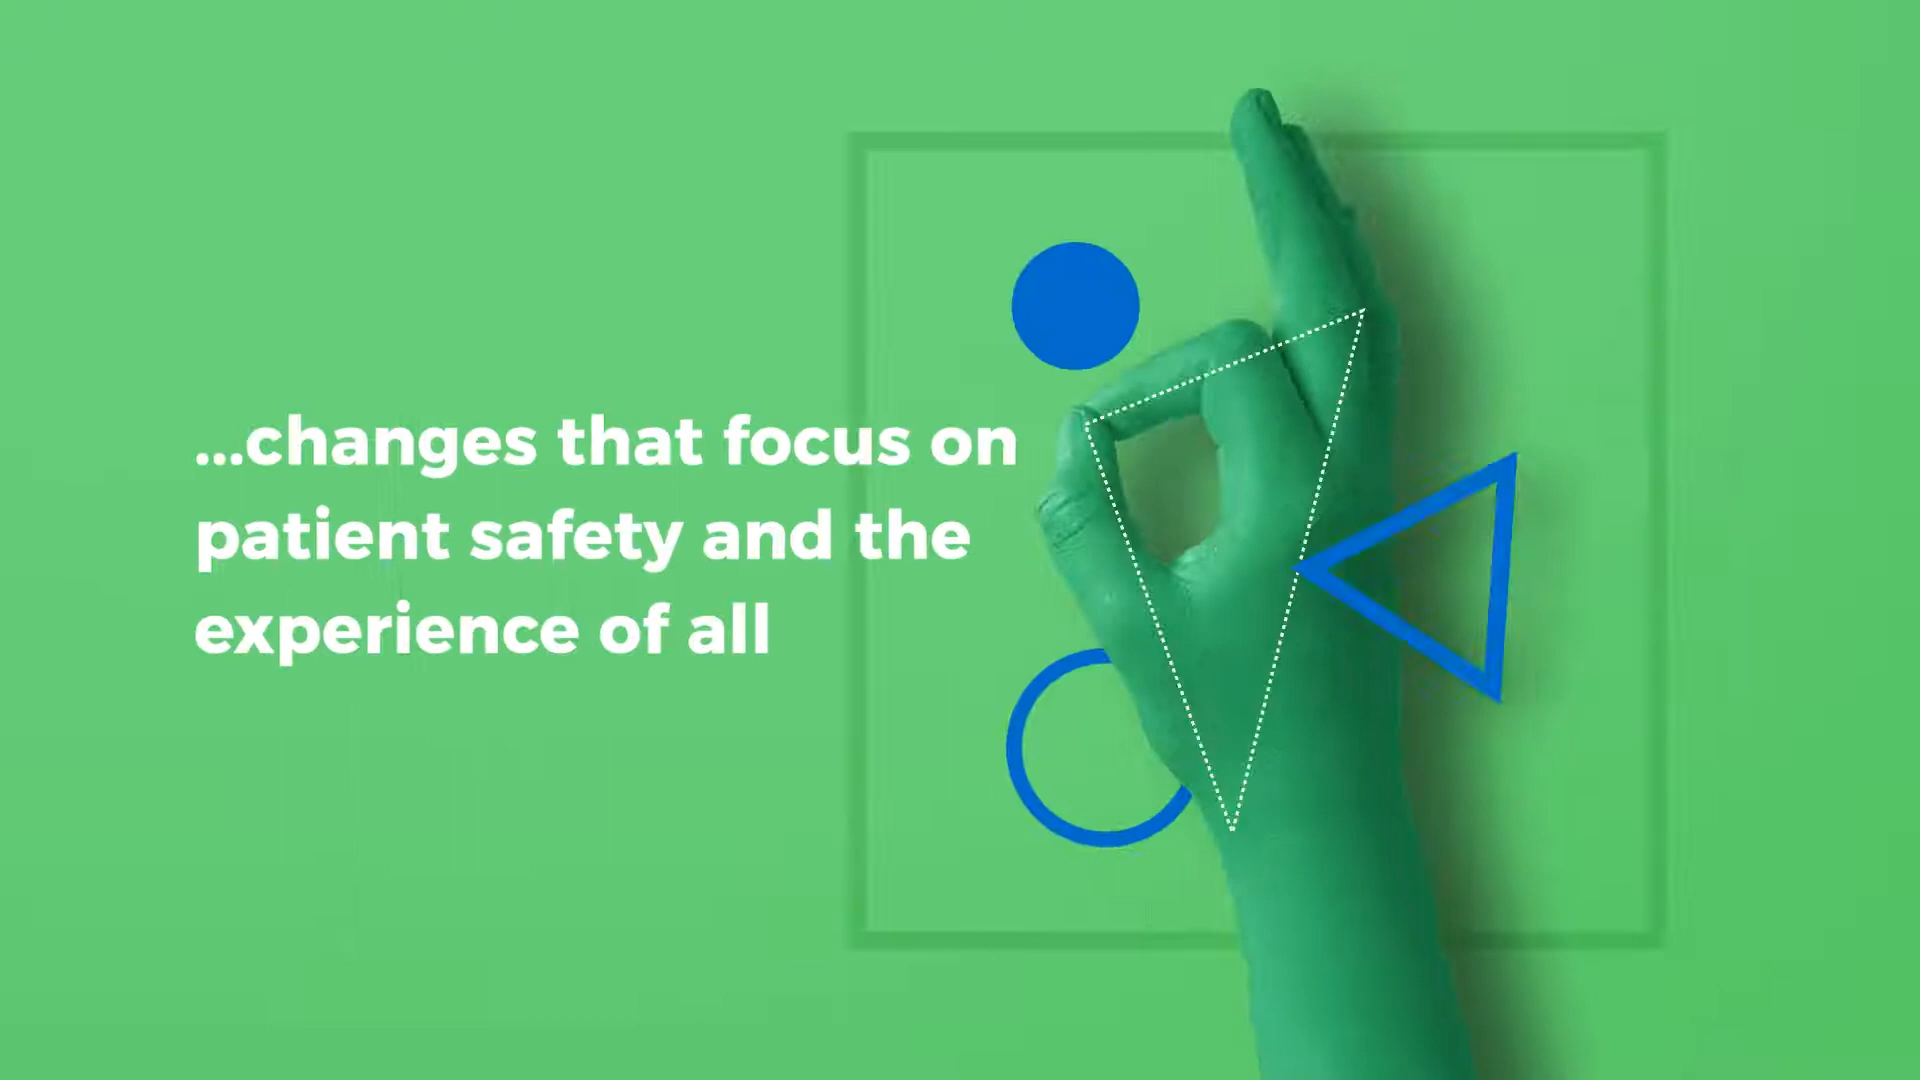 ...changes that focus on
patient safety and the
experience of all